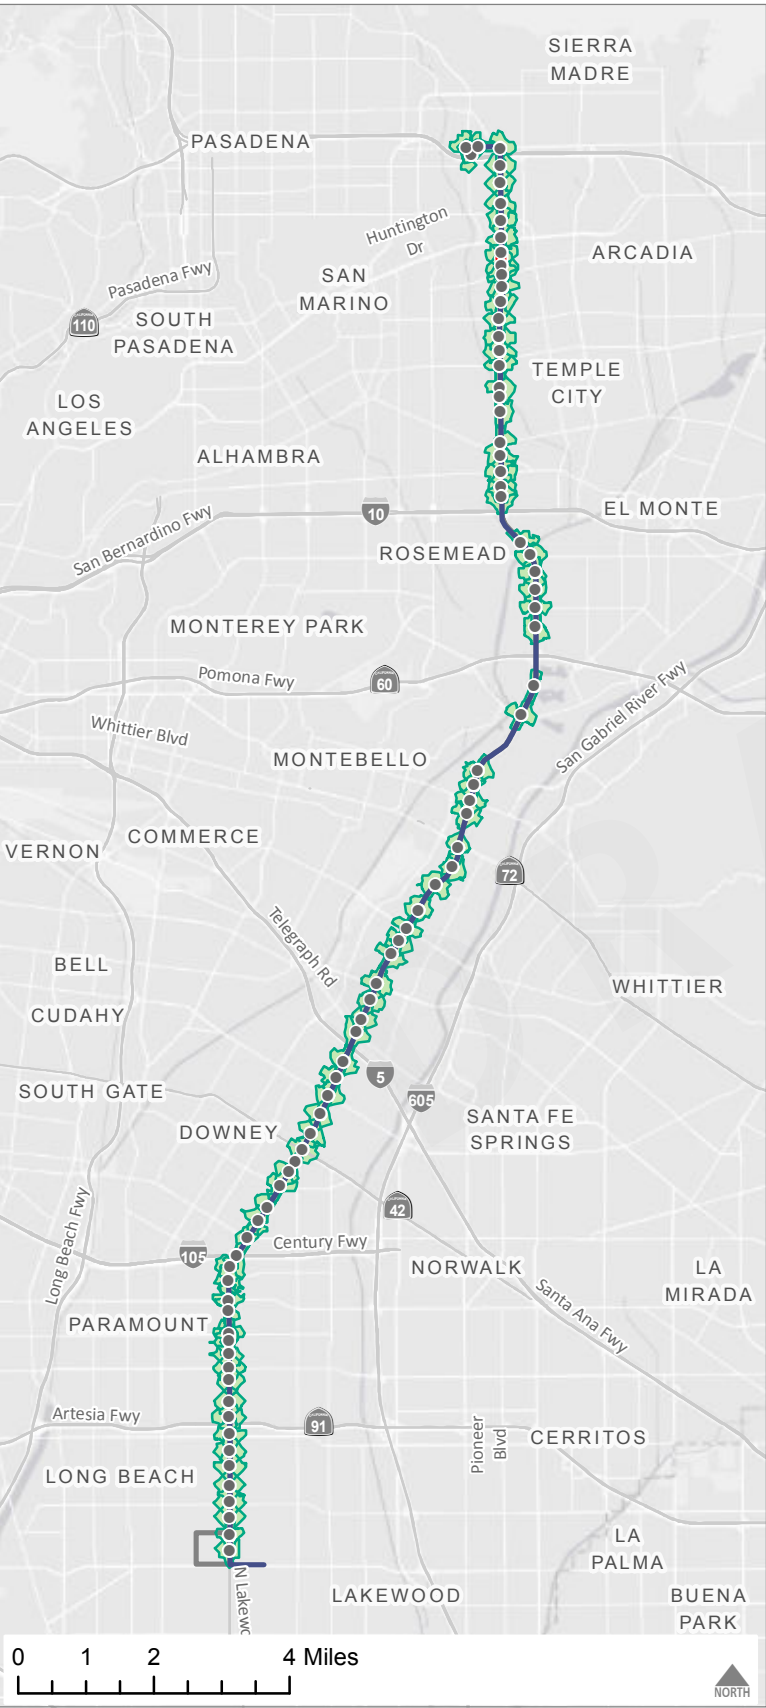 SIERRA
MADRE
PASADENA
Huntington
Dr
ARCADIA
SAN
MARINO
Pasadena Fwy
110
SOUTH
PASADENA
TEMPLE
CITY
LOS
ANGELES
ALHAMBRA
10
EL MONTE
San Bernardino Fwy
ROSEMEAD
MONTEREY PARK
Pomona Fwy
60
San Gabriel River Fwy
Whittier Blvd
MONTEBELLO
COMMERCE
VERNON
72
Telegraph Rd
BELL
WHITTIER
CUDAHY
5
SOUTH GATE
605
SANTA FE
SPRINGS
DOWNEY
42
Long Beach Fwy
Century Fwy
105
NORWALK
LA
MIRADA
Santa Ana Fwy
PARAMOUNT
Artesia Fwy
91
Pioneer
Blvd
CERRITOS
LONG BEACH
LA
PALMA
N Lakewo
LAKEWOOD
BUENA
PARK
0 1 2 4 Miles
NORTH